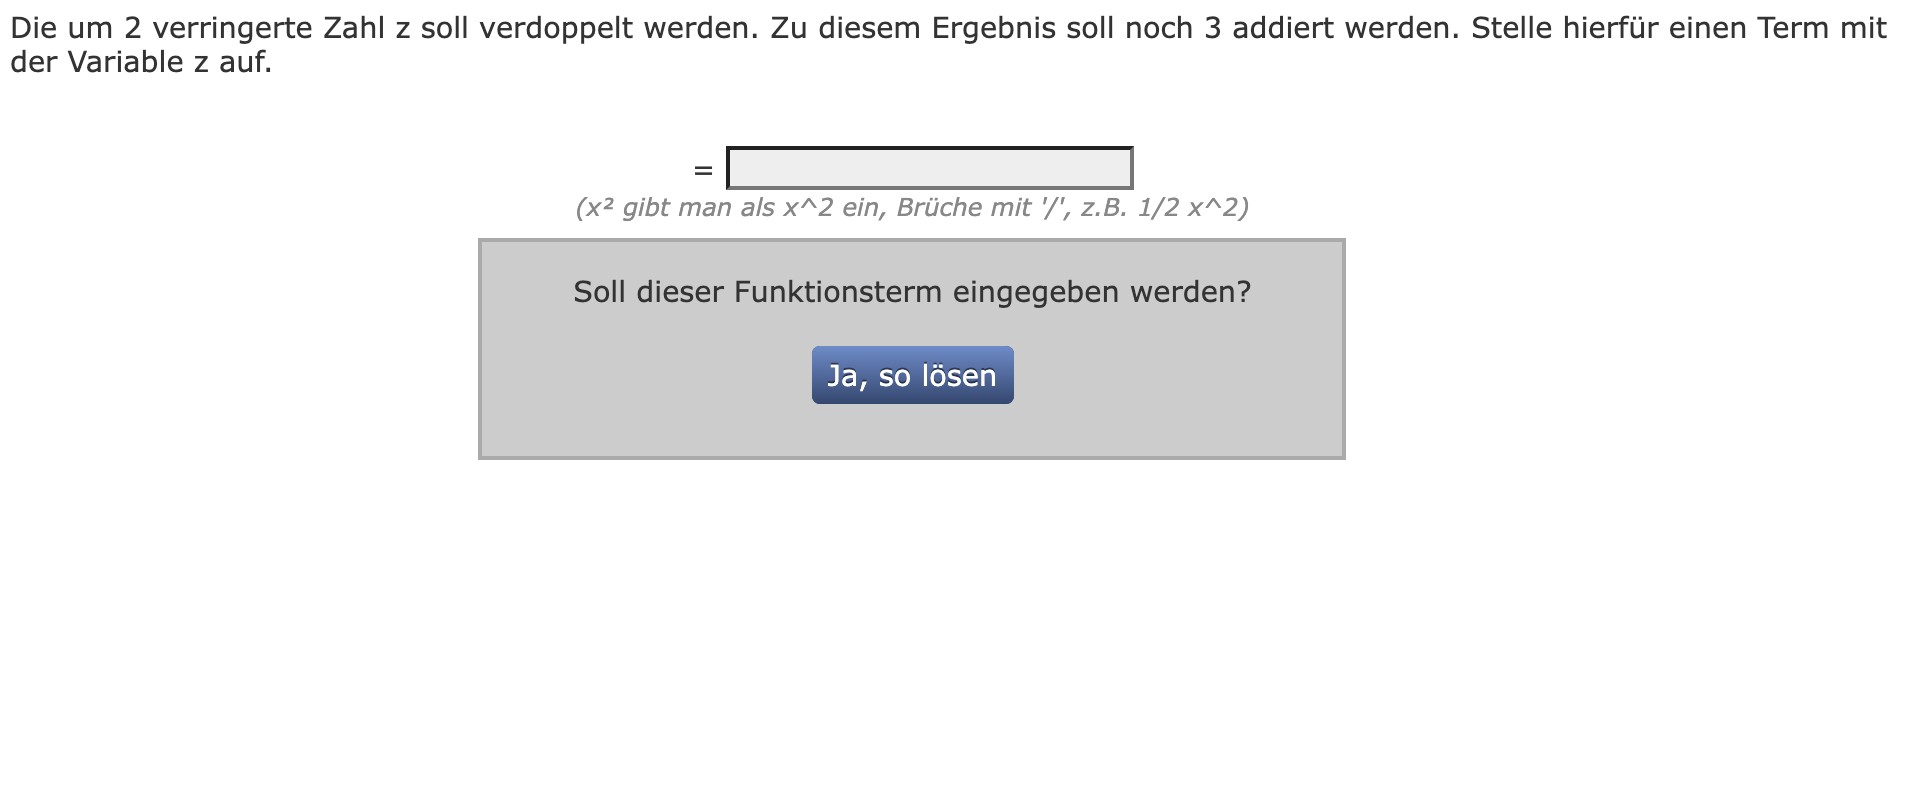 Die um 2 verringerte Zahl z soll verdoppelt werden. Zu diesem Ergebnis soll noch 3 addiert werden. Stelle hierfür einen Term mit
der Variable z auf.
=
(x² gibt man als x^2 ein, Brüche mit '/', z.B. 1/2 x^2)
Soll dieser Funktionsterm eingegeben werden?
Ja, so lösen